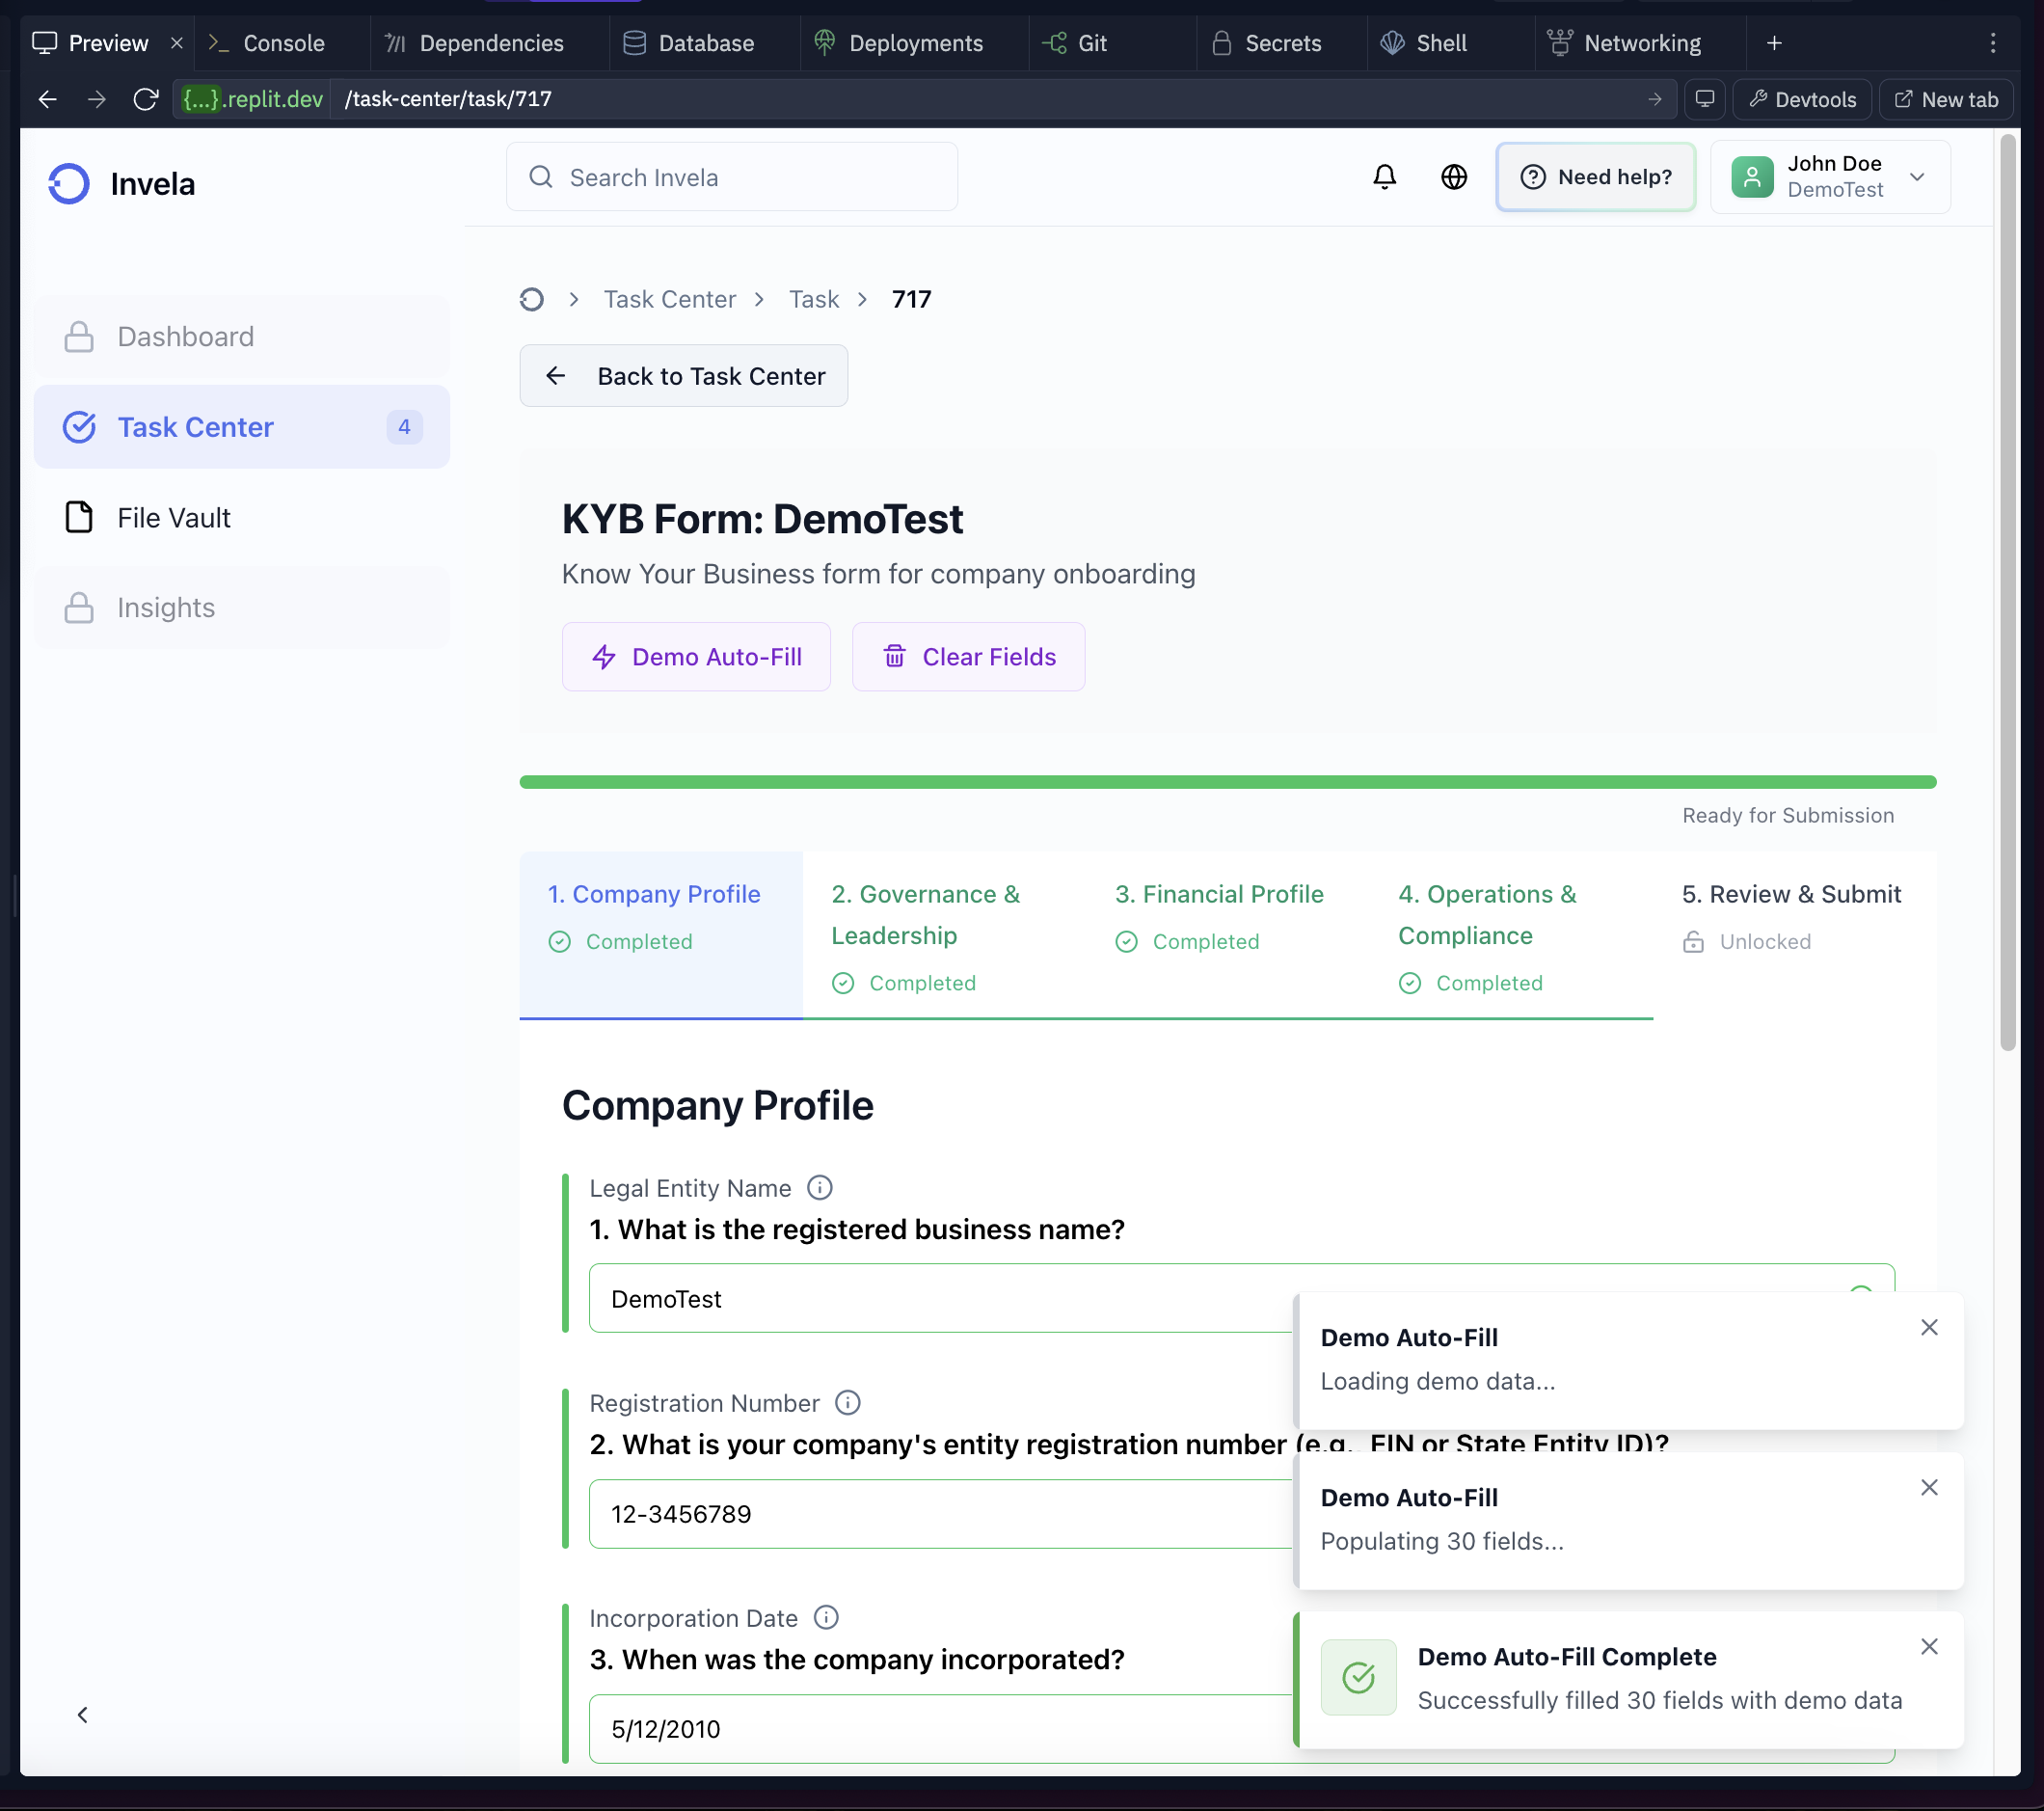 Preview
Console
Dependencies
Database
Deployments
Git
Secrets
Shell
Networking
{...}.replit.dev /task-center/task/717
Devtools
New tab
Invela
Search Invela
Need help?
John Doe
DemoTest
Dashboard
Task Center 4
File Vault
Insights
Task Center > Task > 717
Back to Task Center
KYB Form: DemoTest
Know Your Business form for company onboarding
Demo Auto-Fill
Clear Fields
Ready for Submission
1. Company Profile
Completed
2. Governance &
Leadership
Completed
3. Financial Profile
Completed
4. Operations &
Compliance
Completed
5. Review & Submit
Unlocked
Company Profile
Legal Entity Name
1. What is the registered business name?
DemoTest
Registration Number
2. What is your company's entity registration number (e.g., EIN or State Entity ID)?
12-3456789
Incorporation Date
3. When was the company incorporated?
5/12/2010
Demo Auto-Fill
Loading demo data...
Demo Auto-Fill
Populating 30 fields...
Demo Auto-Fill Complete
Successfully filled 30 fields with demo data